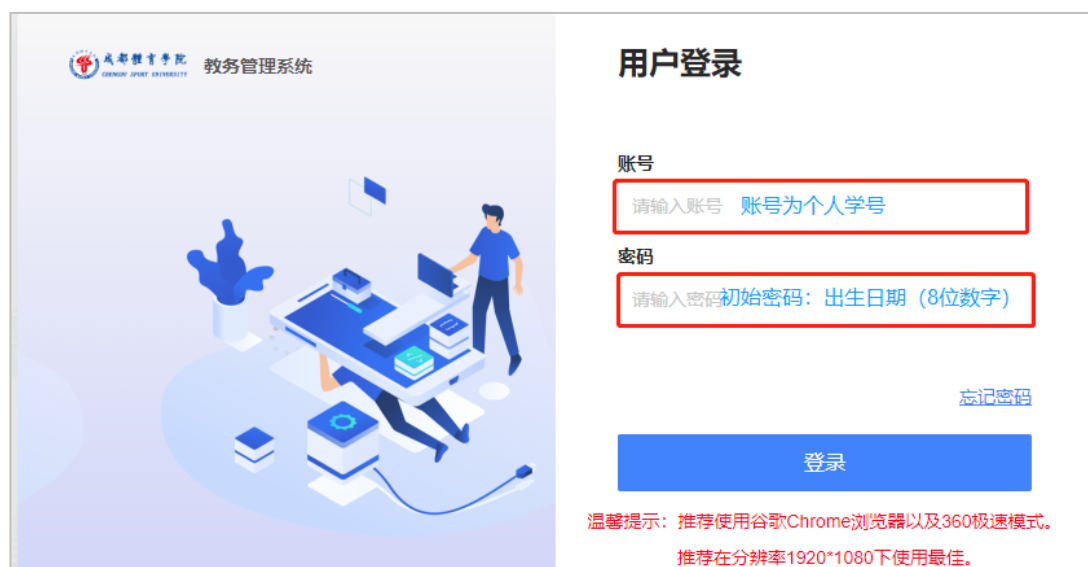 成都體育學院
CHENGDU SPORT UNIVERSITY
教务管理系统
用户登录
账号
请输入账号 账号为个人学号
密码
请输入密码初始密码：出生日期（8位数字）
忘记密码
登录
温馨提示：推荐使用谷歌Chrome浏览器以及360极速模式。
推荐在分辨率1920*1080下使用最佳。